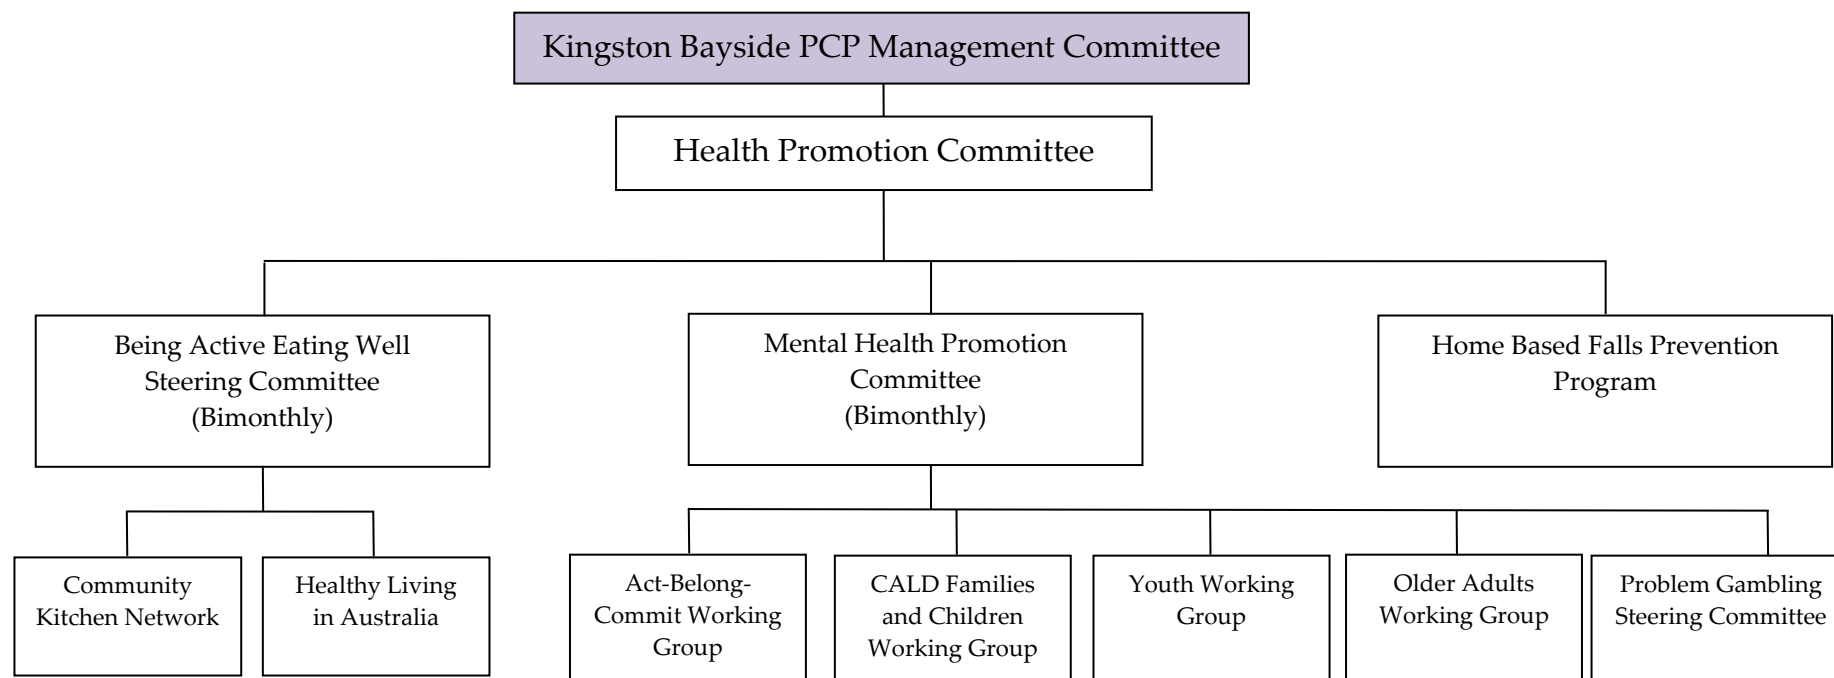 Kingston Bayside PCP Management Committee
Health Promotion Committee
Being Active Eating Well
Steering Committee
(Bimonthly)
Mental Health Promotion
Committee
(Bimonthly)
Home Based Falls Prevention
Program
Community
Kitchen Network
Healthy Living
in Australia
Act-Belong-
Commit Working
Group
CALD Families
and Children
Working Group
Youth Working
Group
Older Adults
Working Group
Problem Gambling
Steering Committee